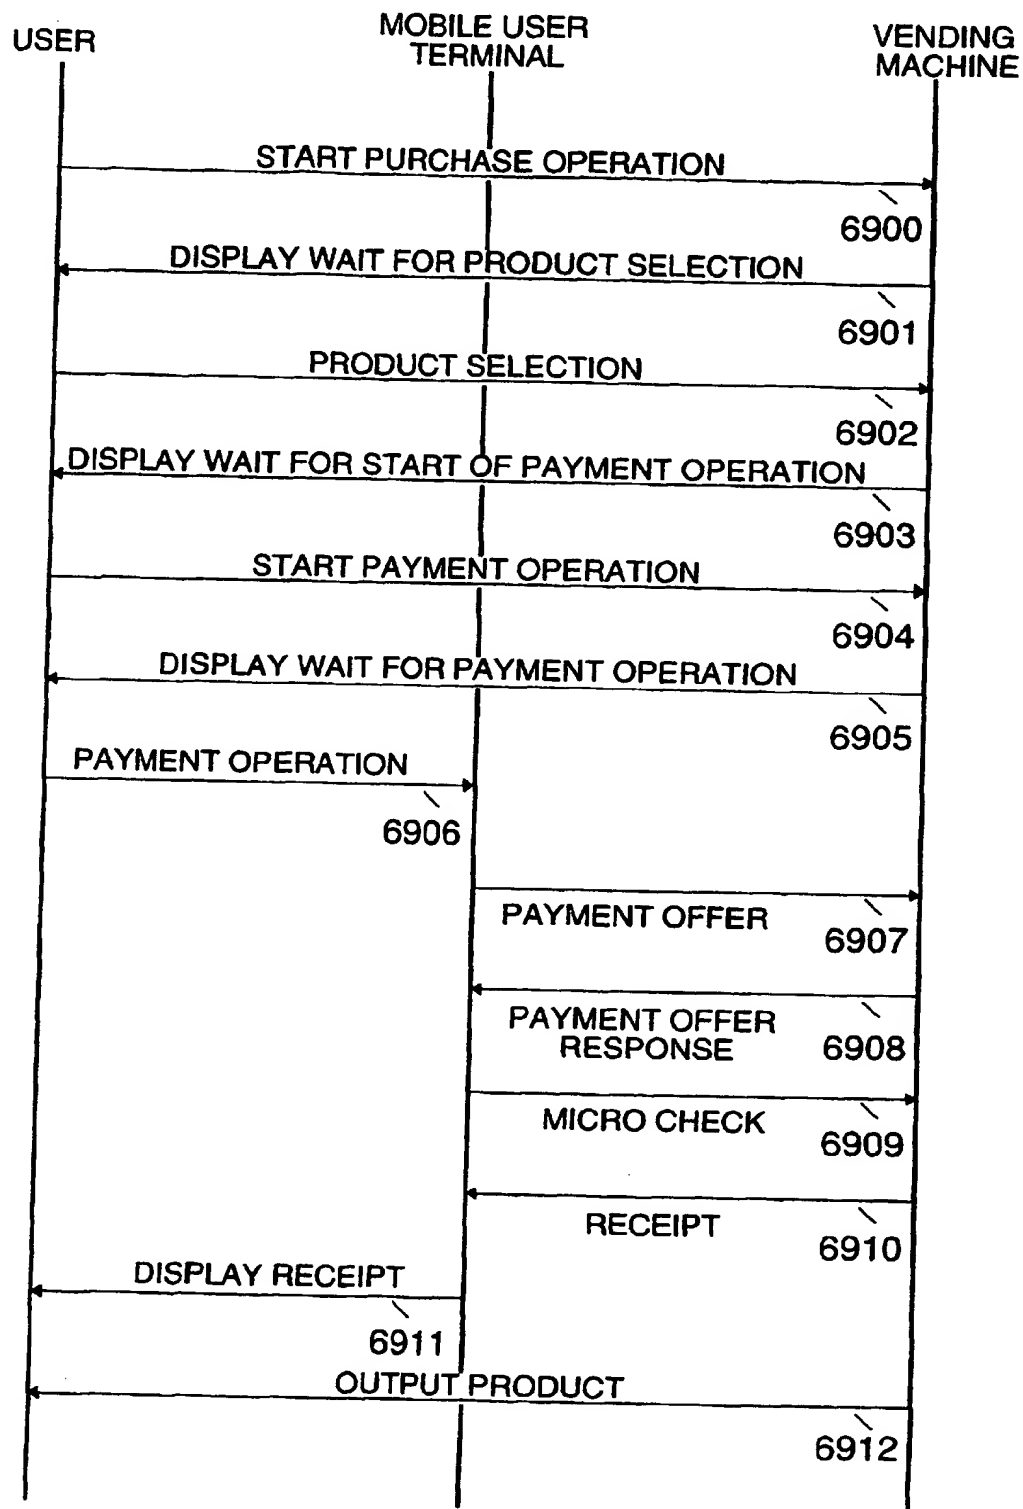 USER
MOBILE USER
TERMINAL
VENDING
MACHINE
START PURCHASE OPERATION
6900
DISPLAY WAIT FOR PRODUCT SELECTION
6901
PRODUCT SELECTION
6902
DISPLAY WAIT FOR START OF PAYMENT OPERATION
6903
START PAYMENT OPERATION
6904
DISPLAY WAIT FOR PAYMENT OPERATION
6905
PAYMENT OPERATION
6906
PAYMENT OFFER
6907
PAYMENT OFFER
RESPONSE
6908
MICRO CHECK
6909
RECEIPT
6910
DISPLAY RECEIPT
6911
OUTPUT PRODUCT
6912